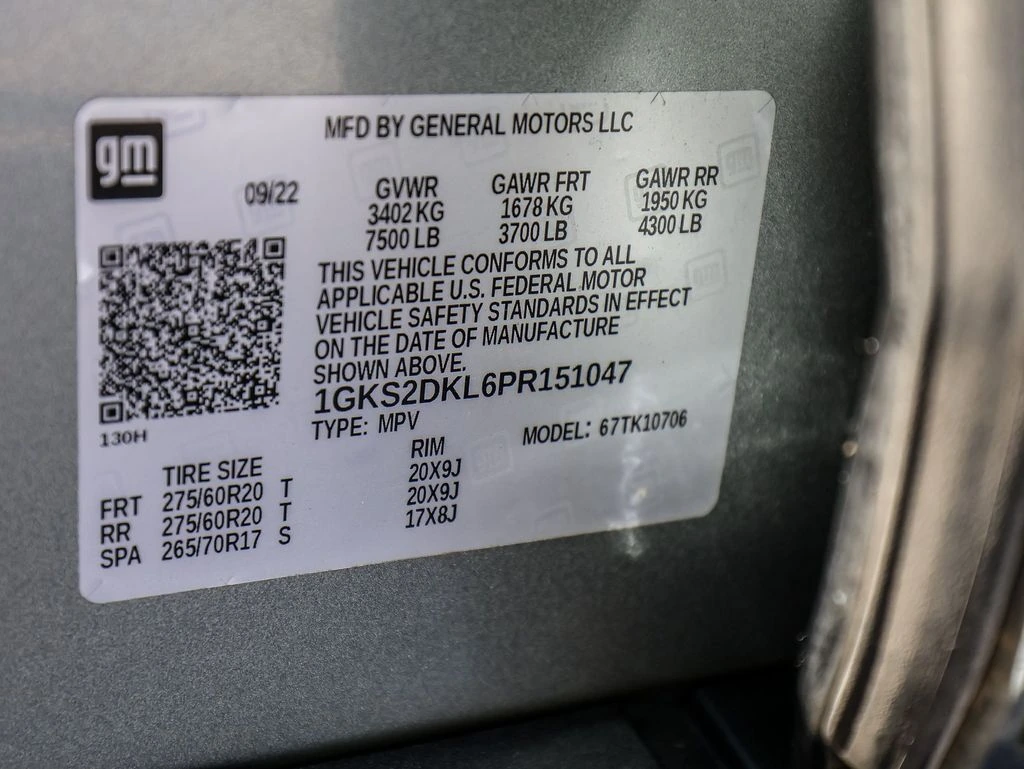 gm
MFD BY GENERAL MOTORS LLC
09/22 GVWR GAWR FRT GAWR RR
3402 KG 1678 KG 1950 KG
7500 LB 3700 LB 4300 LB
THIS VEHICLE CONFORMS TO ALL
APPLICABLE U.S. FEDERAL MOTOR
VEHICLE SAFETY STANDARDS IN EFFECT
ON THE DATE OF MANUFACTURE
SHOWN ABOVE.
1GKS2DKL6PR151047
TYPE: MPV MODEL: 67TK10706
130H
TIRE SIZE RIM
FRT 275/60R20 T 20X9J
RR 275/60R20 T 20X9J
SPA 265/70R17 S 17X8J